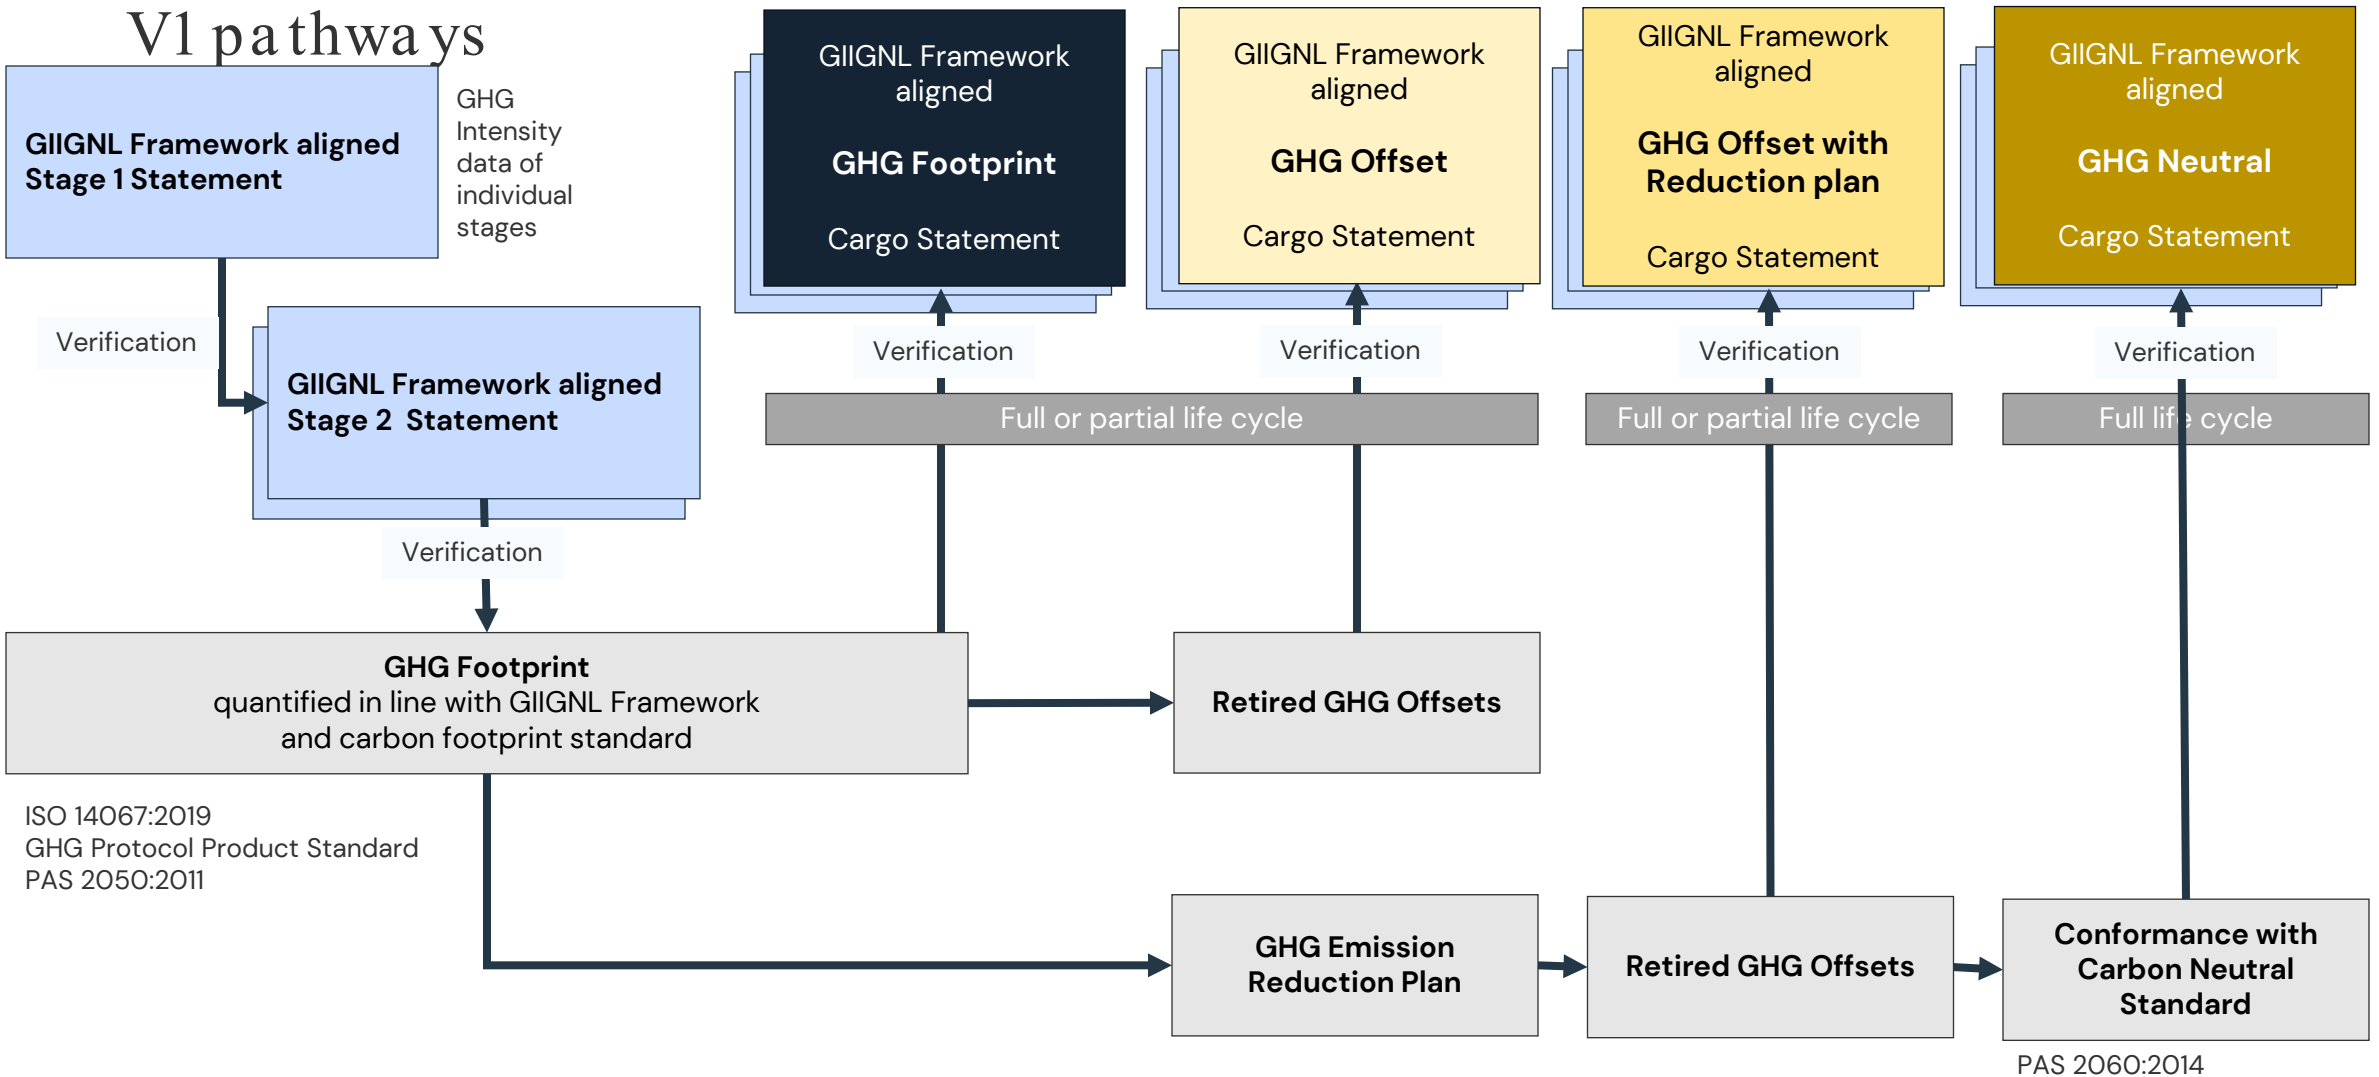 V1 pathways
GIIGNL Framework aligned
Stage 1 Statement
GHG
Intensity
data of
individual
stages
Verification
GIIGNL Framework aligned
Stage 2 Statement
Verification
GIIGNL Framework
aligned
GHG Footprint
Cargo Statement
GIIGNL Framework
aligned
GHG Offset
Cargo Statement
GIIGNL Framework
aligned
GHG Offset with
Reduction plan
Cargo Statement
GIIGNL Framework
aligned
GHG Neutral
Cargo Statement
Verification
Verification
Verification
Verification
Full or partial life cycle
Full or partial life cycle
Full life cycle
GHG Footprint
quantified in line with GIIGNL Framework
and carbon footprint standard
Retired GHG Offsets
ISO 14067:2019
GHG Protocol Product Standard
PAS 2050:2011
GHG Emission
Reduction Plan
Retired GHG Offsets
Conformance with
Carbon Neutral
Standard
PAS 2060:2014